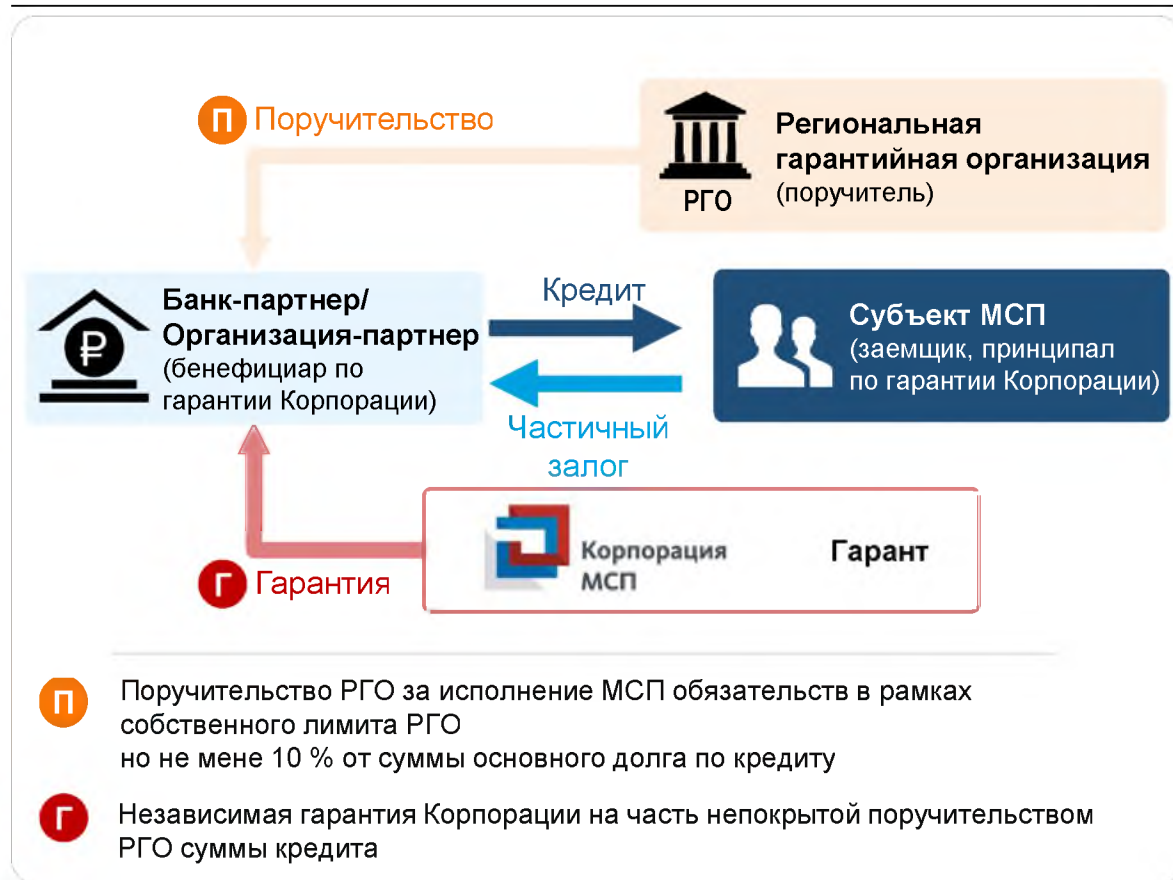 П Поручительство
Региональная
гарантийная организация
(поручитель)
РГО
Банк-партнер/
Организация-партнер
(бенефициар по
гарантии Корпорации)
₽
Кредит
Субъект МСП
(заемщик, принципал
по гарантии Корпорации)
Частичный
залог
Корпорация
МСП
Гарант
Г Гарантия
П
Поручительство РГО за исполнение МСП обязательств в рамках
собственного лимита РГО
но не мене 10 % от суммы основного долга по кредиту
Г
Независимая гарантия Корпорации на часть непокрытой поручительством
РГО суммы кредита